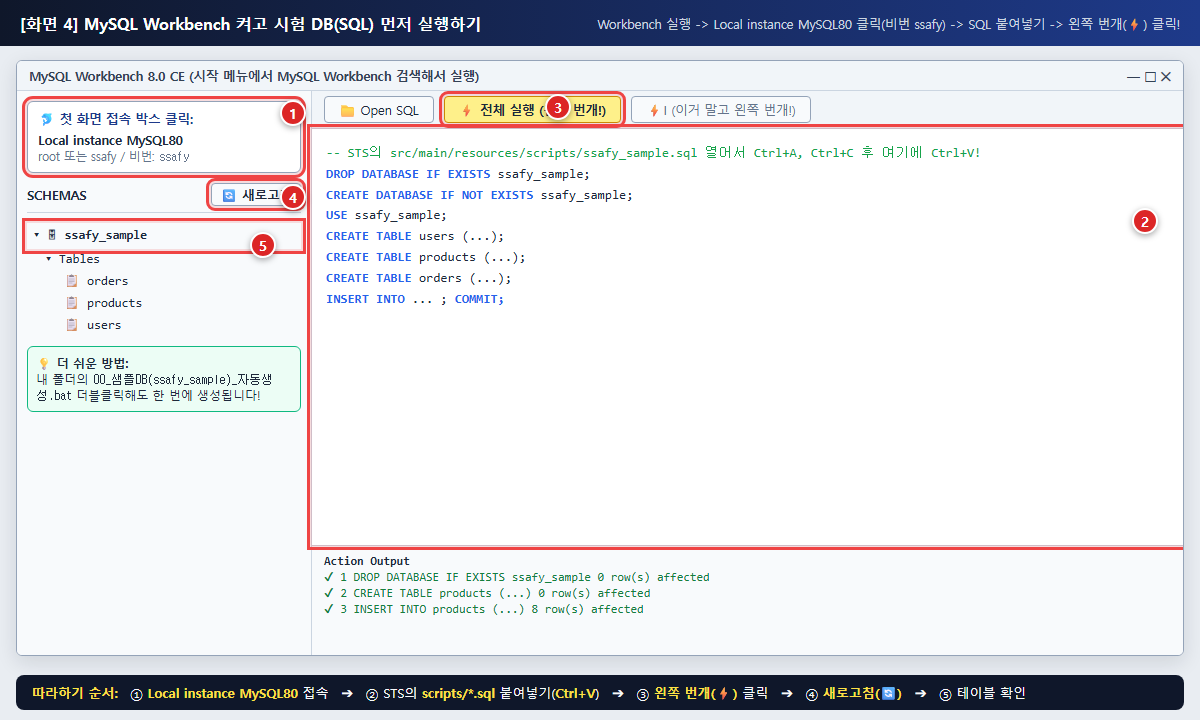 [화면 4] MySQL Workbench 켜고 시험 DB(SQL) 먼저 실행하기
Workbench 실행 -> Local instance MySQL80 클릭(비번 ssafy) -> SQL 붙여넣기 -> 왼쪽 번개(⚡) 클릭!
MySQL Workbench 8.0 CE (시작 메뉴에서 MySQL Workbench 검색해서 실행)
첫 화면 접속 박스 클릭:
1
Local instance MySQL80
root 또는 ssafy / 비번: ssafy
SCHEMAS
새로고
4
▾ ssafy_sample
5
▾ Tables
orders
products
users
💡 더 쉬운 방법:
내 폴더의 00_샘플DB(ssafy_sample)_자동생
성.bat 더블클릭해도 한 번에 생성됩니다!
Open SQL
⚡ 전체 실행 (
3
번개!)
⚡I (이거 말고 왼쪽 번개!)
-- STS의 src/main/resources/scripts/ssafy_sample.sql 열어서 Ctrl+A, Ctrl+C 후 여기에 Ctrl+V!
DROP DATABASE IF EXISTS ssafy_sample;
CREATE DATABASE IF NOT EXISTS ssafy_sample;
USE ssafy_sample;
2
CREATE TABLE users (...);
CREATE TABLE products (...);
CREATE TABLE orders (...);
INSERT INTO ... ; COMMIT;
Action Output
✓ 1 DROP DATABASE IF EXISTS ssafy_sample 0 row(s) affected
✓ 2 CREATE TABLE products (...) 0 row(s) affected
✓ 3 INSERT INTO products (...) 8 row(s) affected
따라하기 순서: ① Local instance MySQL80 접속 → ② STS의 scripts/*.sql 붙여넣기(Ctrl+V) → ③ 왼쪽 번개(⚡) 클릭 → ④ 새로고침(🔄) → ⑤ 테이블 확인